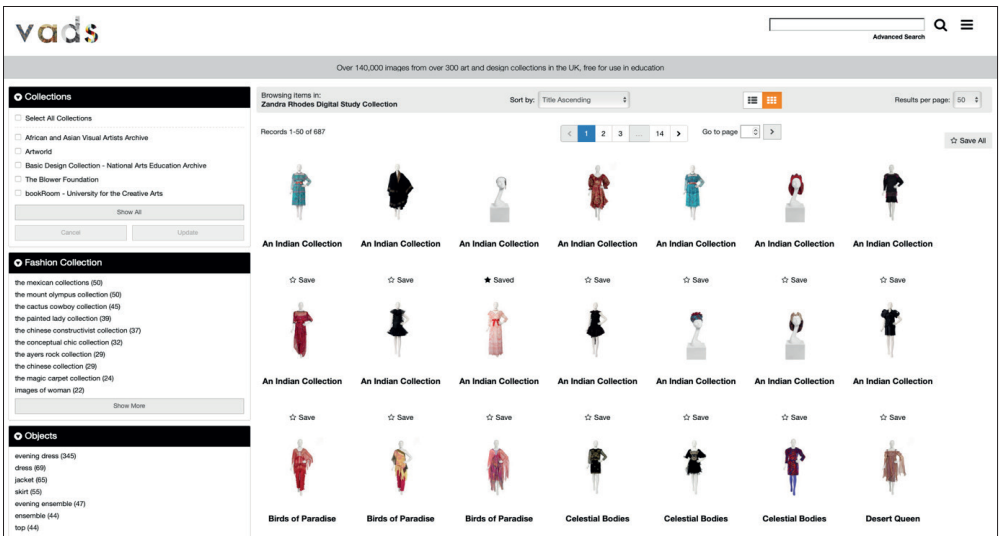 vads
Advanced Search
Over 140,000 images from over 300 art and design collections in the UK, free for use in education
Collections
Select All Collections
African and Asian Visual Artists Archive
Artworld
Basic Design Collection - National Arts Education Archive
The Blower Foundation
bookRoom - University for the Creative Arts
Show All
Cancel Update
Fashion Collection
the mexican collections (50)
the mount olympus collection (50)
the cactus cowboy collection (45)
the painted lady collection (39)
the chinese constructivist collection (37)
the conceptual chic collection (32)
the ayers rock collection (29)
the chinese collection (29)
the magic carpet collection (24)
images of woman (22)
Show More
Objects
evening dress (345)
dress (69)
jacket (65)
skirt (55)
evening ensemble (47)
ensemble (44)
top (44)
Browsing items in:
Zandra Rhodes Digital Study Collection
Sort by: Title Ascending
Results per page: 50
Records 1-50 of 687
< 1 2 3 ... 14 > Go to page >
Save All
An Indian Collection An Indian Collection An Indian Collection An Indian Collection An Indian Collection An Indian Collection An Indian Collection
Save Save Saved Save Save Save Save
An Indian Collection An Indian Collection An Indian Collection An Indian Collection An Indian Collection An Indian Collection An Indian Collection
Save Save Save Save Save Save Save
Birds of Paradise Birds of Paradise Birds of Paradise Celestial Bodies Celestial Bodies Celestial Bodies Desert Queen